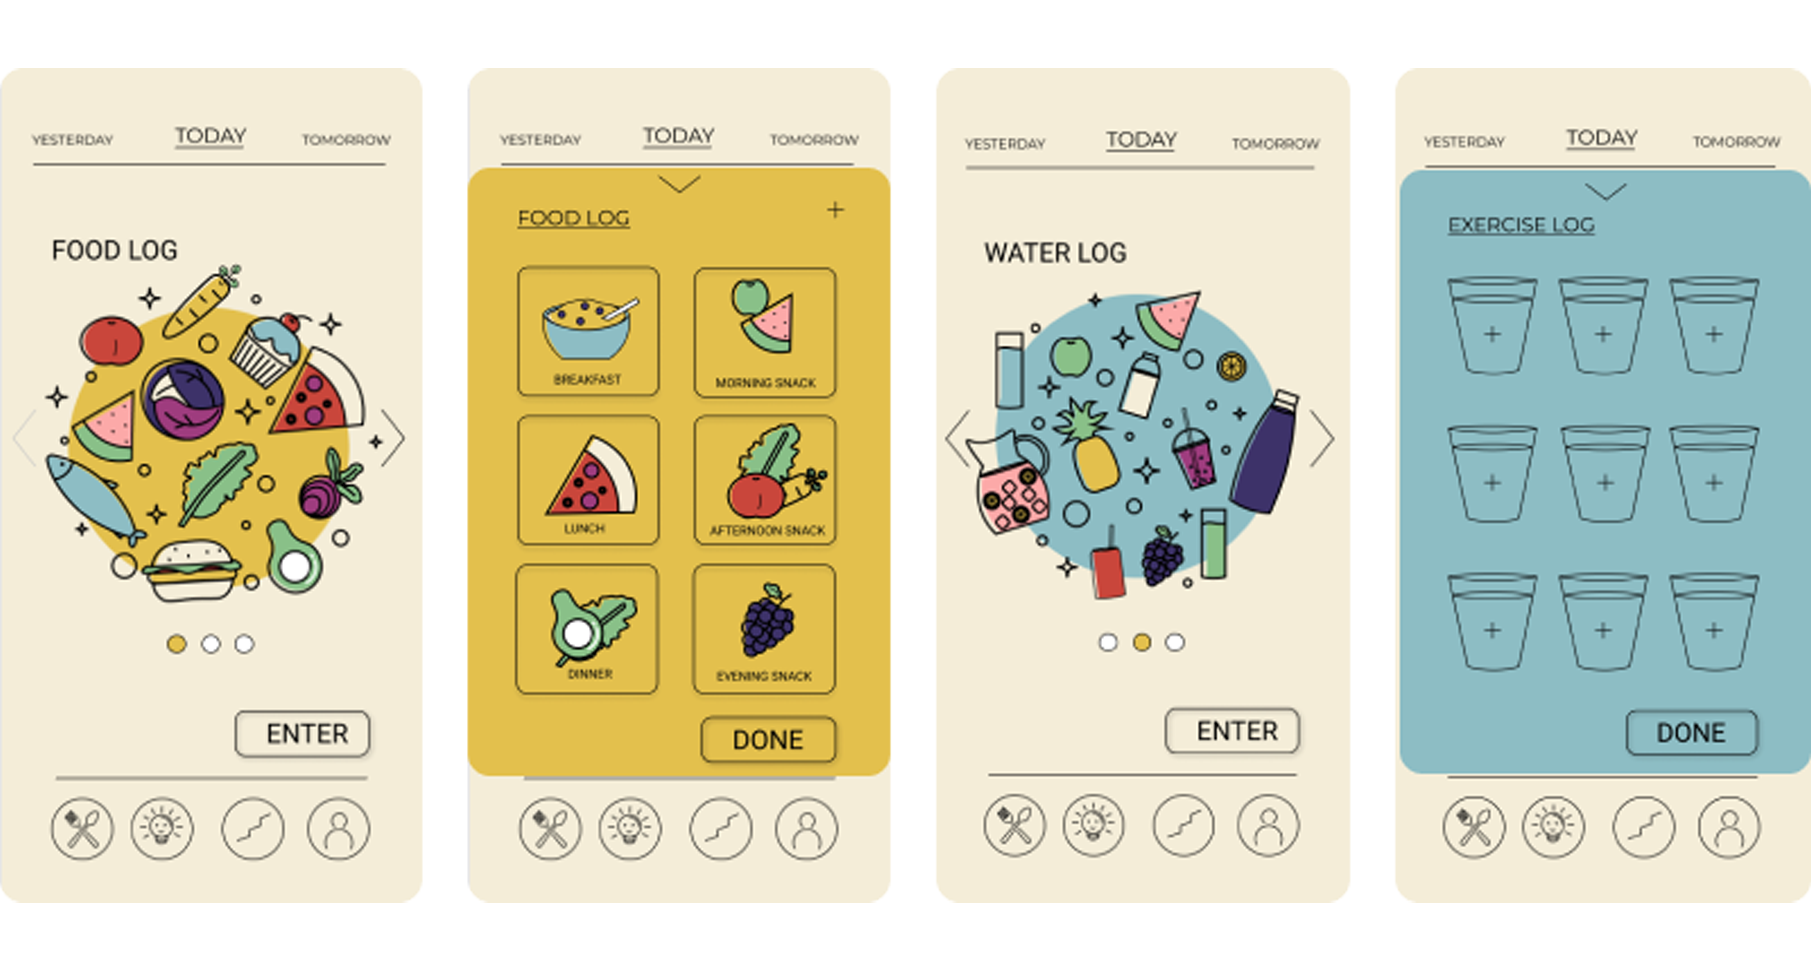 YESTERDAY TODAY TOMORROW
FOOD LOG
ENTER
YESTERDAY TODAY TOMORROW
FOOD LOG +
BREAKFAST MORNING SNACK
LUNCH AFTERNOON SNACK
DINNER EVENING SNACK
DONE
YESTERDAY TODAY TOMORROW
WATER LOG
ENTER
YESTERDAY TODAY TOMORROW
EXERCISE LOG
+ + +
+ + +
+ + +
DONE